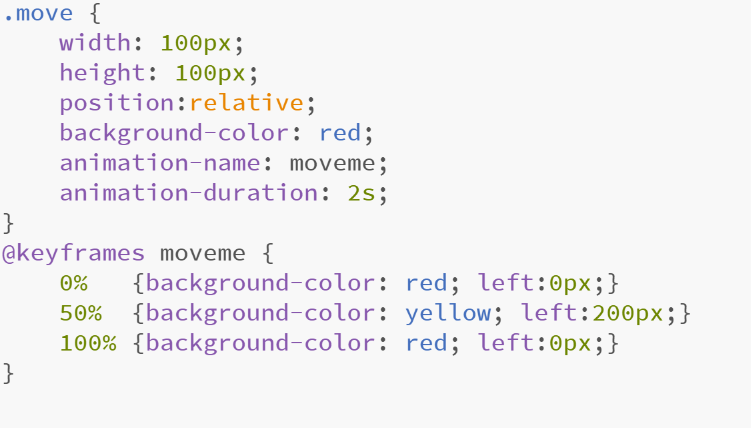 .move {
    width: 100px;
    height: 100px;
    position:relative;
    background-color: red;
    animation-name: moveme;
    animation-duration: 2s;
}
@keyframes moveme {
    0%   {background-color: red; left:0px;}
    50%  {background-color: yellow; left:200px;}
    100% {background-color: red; left:0px;}
}